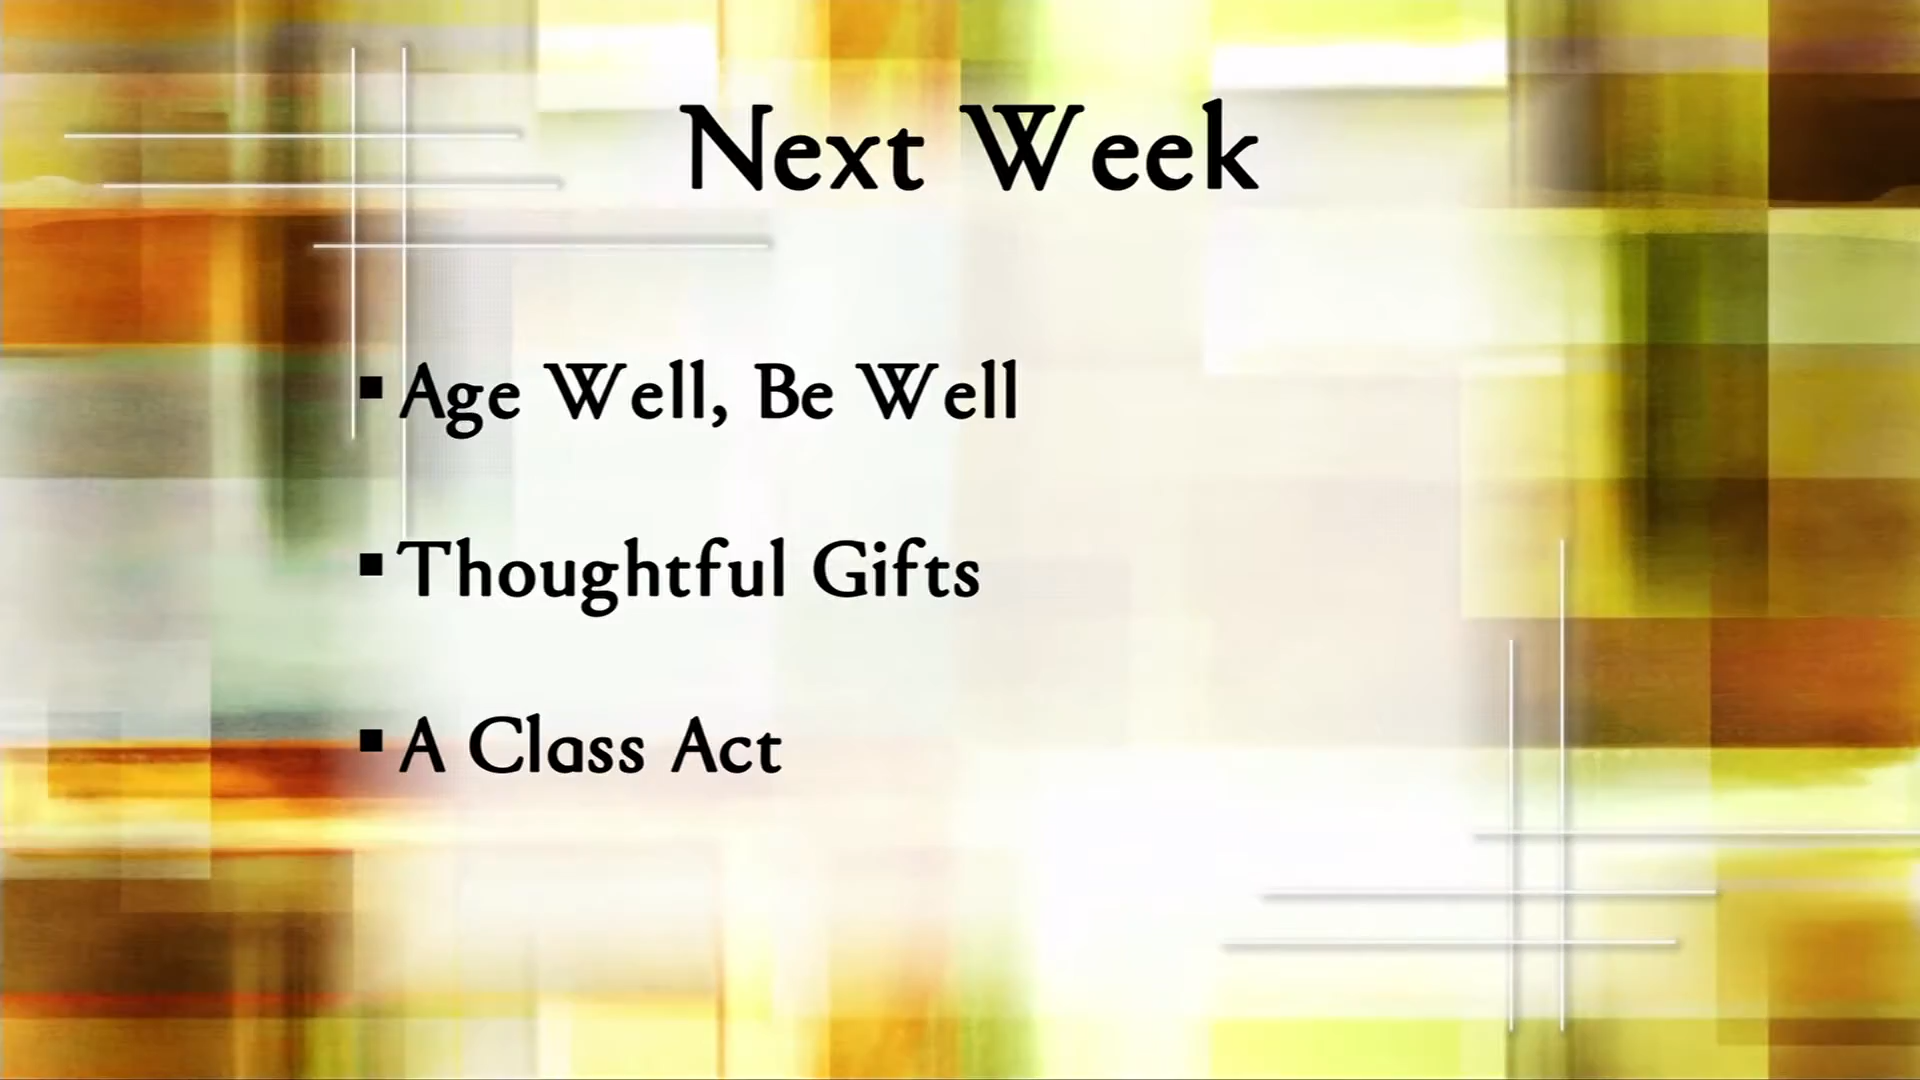 Next Week
▪ Age Well, Be Well
▪ Thoughtful Gifts
▪ A Class Act